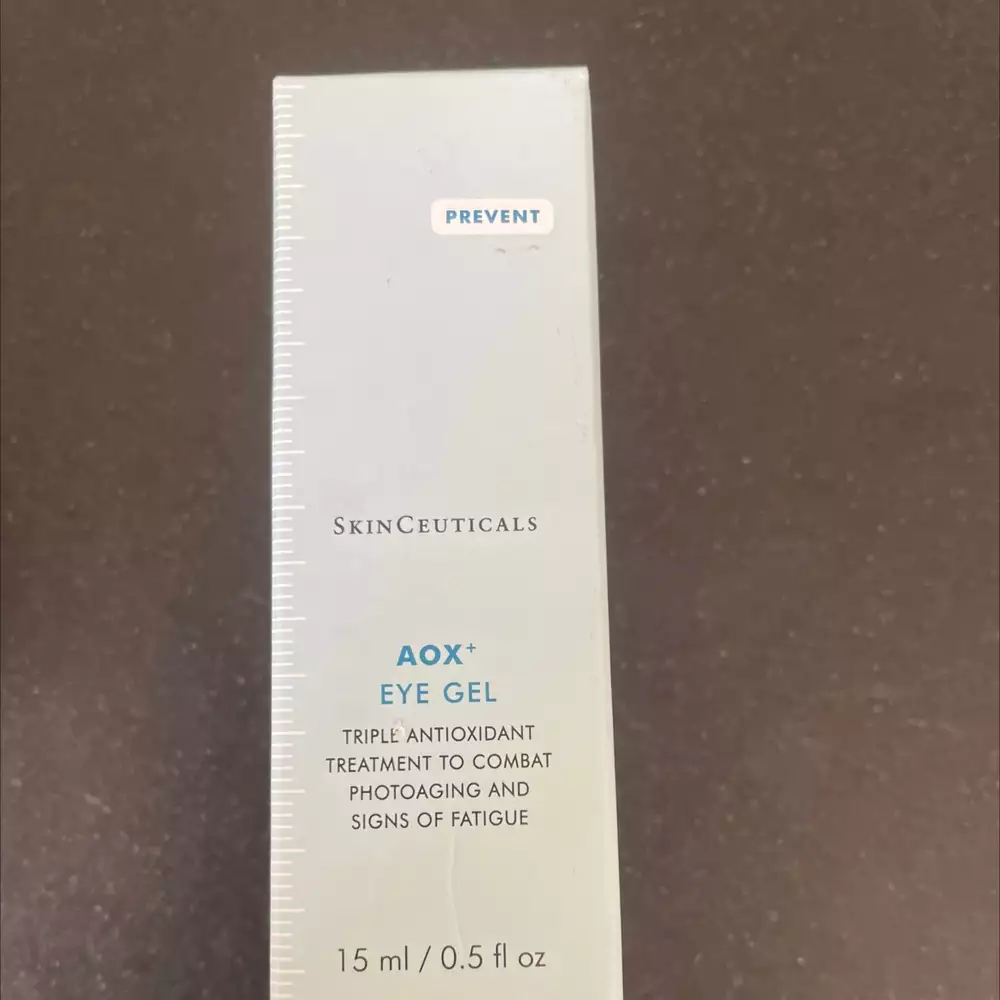 PREVENT
SKINCEUTICALS
AOX+
EYE GEL
TRIPLE ANTIOXIDANT
TREATMENT TO COMBAT
PHOTOAGING AND
SIGNS OF FATIGUE
15 ml / 0.5 fl oz